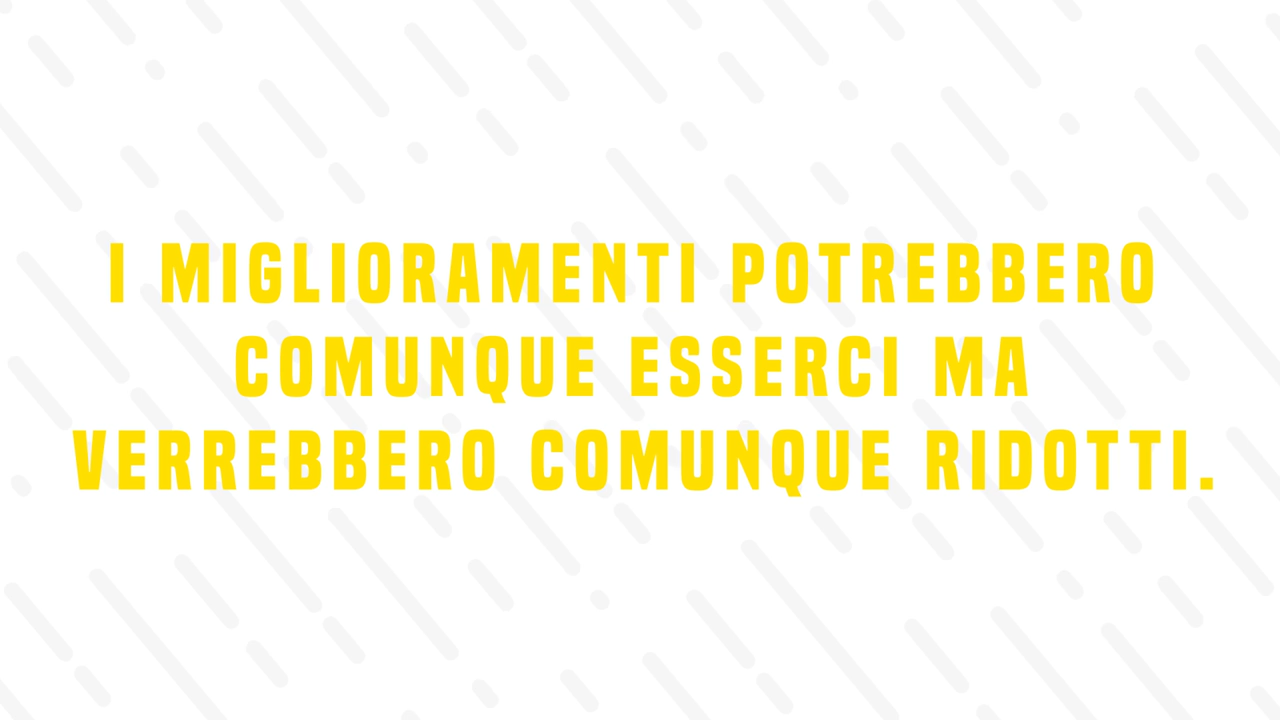 I MIGLIORAMENTI POTREBBERO
COMUNQUE ESSERCI MA
VERREBBERO COMUNQUE RIDOTTI.